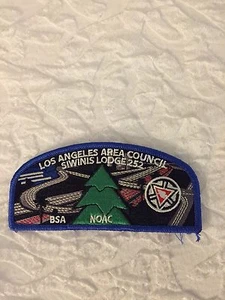 LOS ANGELES AREA COUNCIL
SIWINIS LODGE 252
BSA NOAC